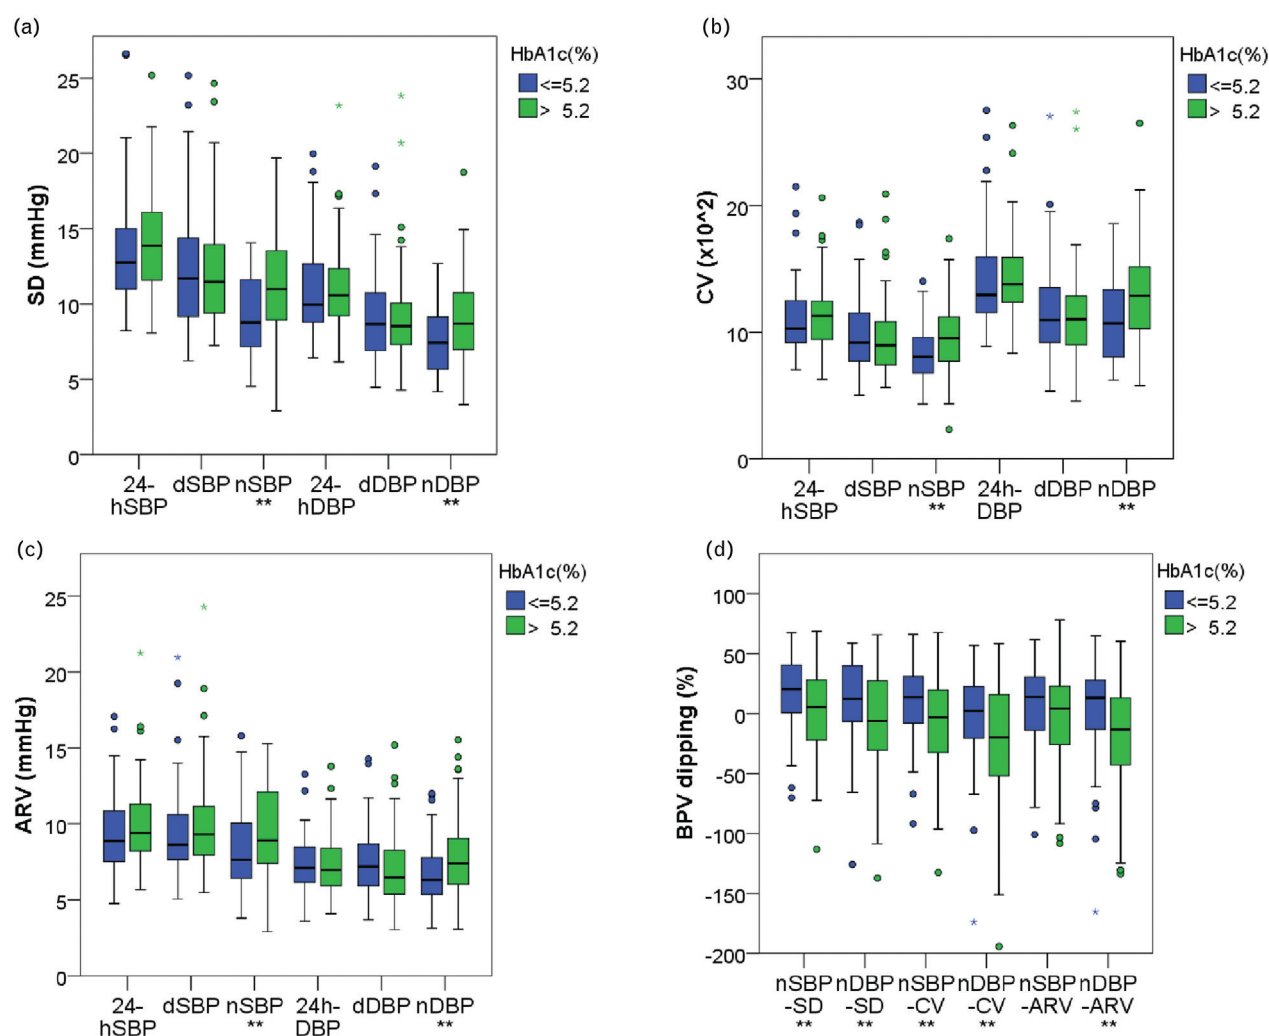 (a)
HbA1c(%)
<=5.2
> 5.2
SD (mmHg)
25
20
15
10
5
0
24-
hSBP
dSBP
nSBP
**
24-
hDBP
dDBP
nDBP
**
(b)
HbA1c(%)
<=5.2
> 5.2
CV (x10^2)
30
20
10
0
24-
hSBP
dSBP
nSBP
**
24h-
DBP
dDBP
nDBP
**
(c)
HbA1c(%)
<=5.2
> 5.2
ARV (mmHg)
25
20
15
10
5
0
24-
hSBP
dSBP
nSBP
**
24h-
DBP
dDBP
nDBP
**
(d)
HbA1c(%)
<=5.2
> 5.2
BPV dipping (%)
100
50
0
-50
-100
-150
-200
nSBP
-SD
**
nDBP
-SD
**
nSBP
-CV
**
nDBP
-CV
**
nSBP
-ARV
nDBP
-ARV
**